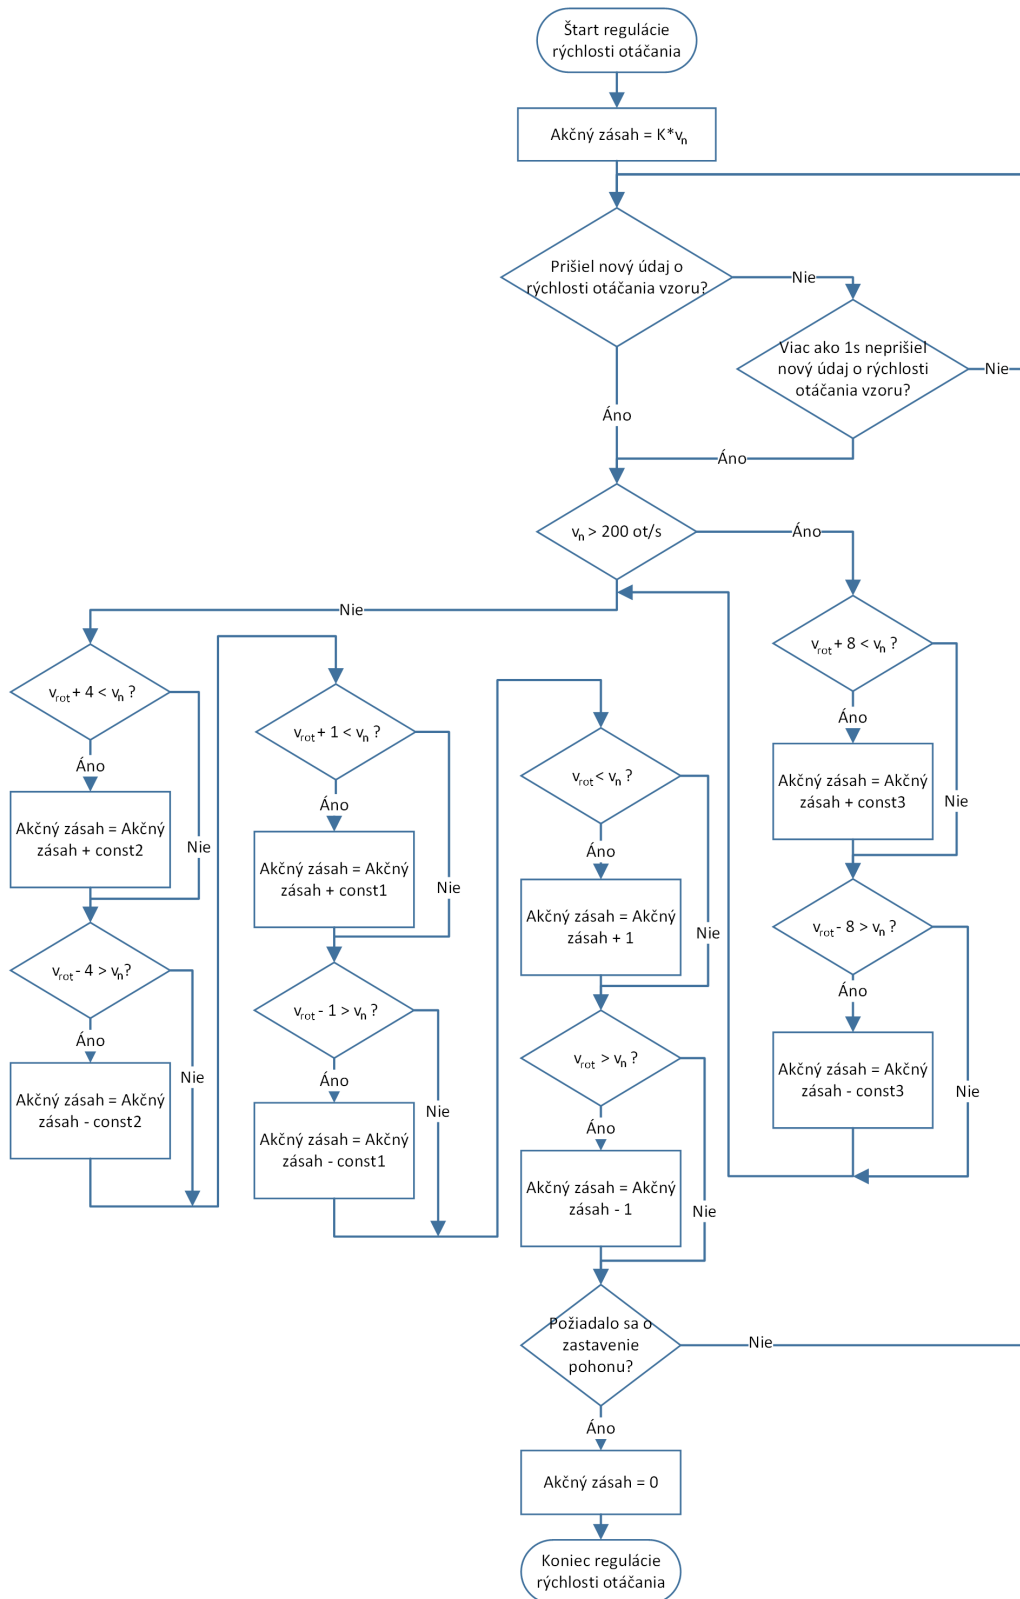 Štart regulácie
rýchlosti otáčania
Akčný zásah = K*vn
Prišiel nový údaj o
rýchlosti otáčania vzoru?
Nie
Viac ako 1s neprišiel
nový údaj o rýchlosti
otáčania vzoru?
Nie
Áno
Áno
vn > 200 ot/s
Áno
Nie
vrot + 4 < vn ?
Áno
Akčný zásah = Akčný
zásah + const2
Nie
vrot - 4 > vn?
Áno
Nie
Akčný zásah = Akčný
zásah - const2
vrot + 1 < vn ?
Áno
Akčný zásah = Akčný
zásah + const1
Nie
vrot - 1 > vn ?
Áno
Nie
Akčný zásah = Akčný
zásah - const1
vrot < vn ?
Áno
Akčný zásah = Akčný
zásah + 1
Nie
vrot > vn ?
Áno
Akčný zásah = Akčný
zásah - 1
Nie
vrot + 8 < vn ?
Áno
Akčný zásah = Akčný
zásah + const3
Nie
vrot - 8 > vn ?
Áno
Akčný zásah = Akčný
zásah - const3
Nie
Požiadalo sa o
zastavenie
pohonu?
Nie
Áno
Akčný zásah = 0
Koniec regulácie
rýchlosti otáčania